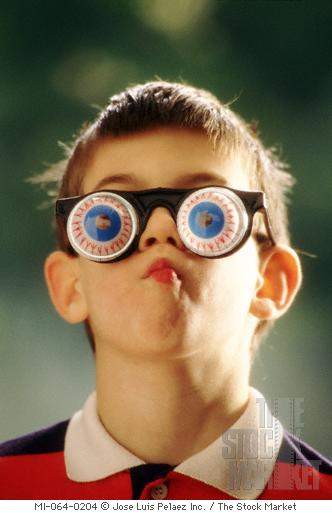 THE
STOCK
MARKET
MI-064-0204 © Jose Luis Pelaez Inc. / The Stock Market